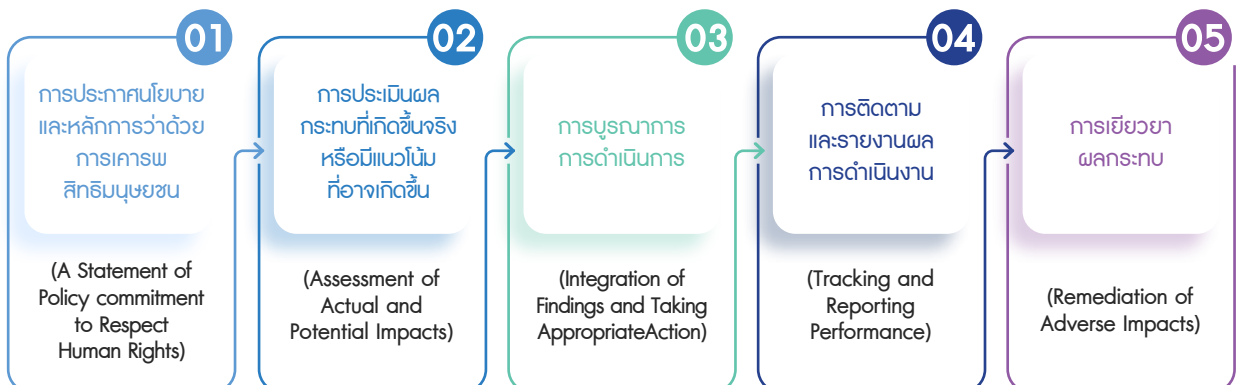 01
การประกาศนโยบาย
และหลักการว่าด้วย
การเคารพ
สิทธิมนุษยชน
(A Statement of
Policy commitment
to Respect
Human Rights)
02
การประเมินผล
กระทบที่เกิดขึ้นจริง
หรือมีแนวโน้ม
ที่อาจเกิดขึ้น
(Assessment of
Actual and
Potential Impacts)
03
การบูรณาการ
การดำเนินการ
(Integration of
Findings and Taking
AppropriateAction)
04
การติดตาม
และรายงานผล
การดำเนินงาน
(Tracking and
Reporting
Performance)
05
การเยียวยา
ผลกระทบ
(Remediation of
Adverse Impacts)